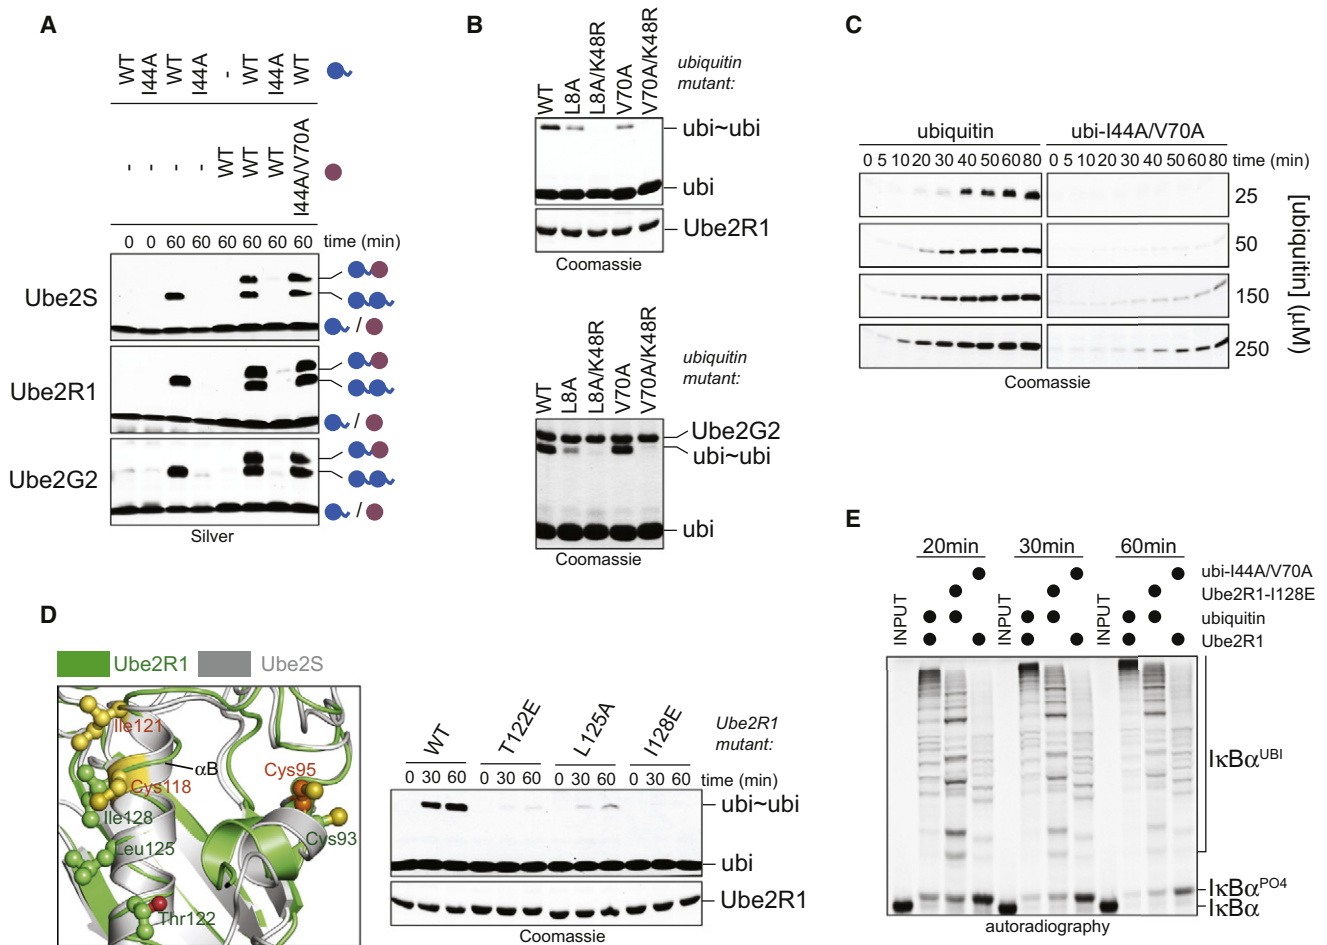 A
WT I44A WT I44A - WT I44A WT
- - - - WT WT WT I44A/V70A
0 0 60 60 60 60 60 60 time (min)
Ube2S
/
Ube2R1
/
Ube2G2
/
Silver
B
WT L8A L8A/K48R V70A V70A/K48R
ubiquitin
mutant:
ubi~ubi
ubi
Ube2R1
Coomassie
WT L8A L8A/K48R V70A V70A/K48R
ubiquitin
mutant:
Ube2G2
ubi~ubi
ubi
Coomassie
C
ubiquitin ubi-I44A/V70A
0 5 10 20 30 40 50 60 80 0 5 10 20 30 40 50 60 80 time (min)
25
50
150
250
[ubiquitin] (µM)
Coomassie
D
Ube2R1 Ube2S
Ile121
αB
Cys118
Cys95
Ile128
Cys93
Leu125
Thr122
WT T122E L125A I128E
Ube2R1
mutant:
0 30 60 0 30 60 0 30 60 0 30 60 time (min)
ubi~ubi
ubi
Ube2R1
Coomassie
E
20min 30min 60min
ubi-I44A/V70A
Ube2R1-I128E
ubiquitin
Ube2R1
INPUT INPUT INPUT
IκBαUBI
IκBαPO4
IκBα
autoradiography